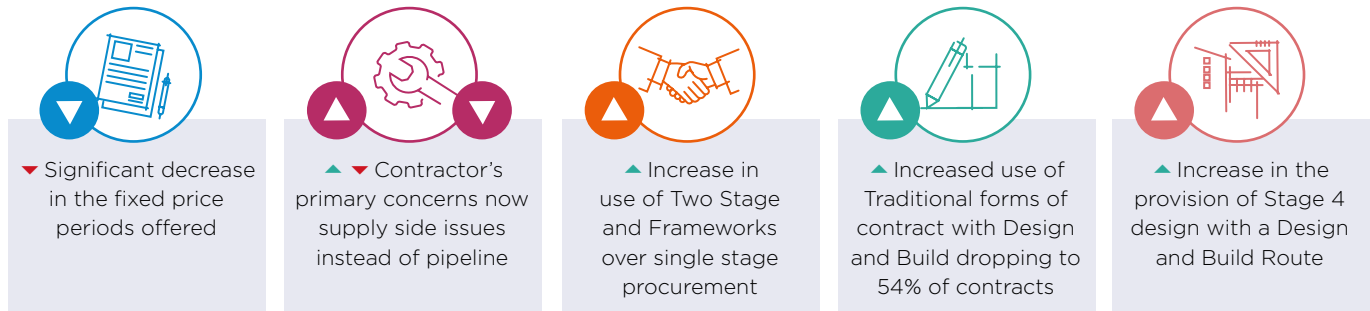 Significant decrease
in the fixed price
periods offered
Contractor's
primary concerns now
supply side issues
instead of pipeline
Increase in
use of Two Stage
and Frameworks
over single stage
procurement
Increased use of
Traditional forms of
contract with Design
and Build dropping to
54% of contracts
Increase in the
provision of Stage 4
design with a Design
and Build Route